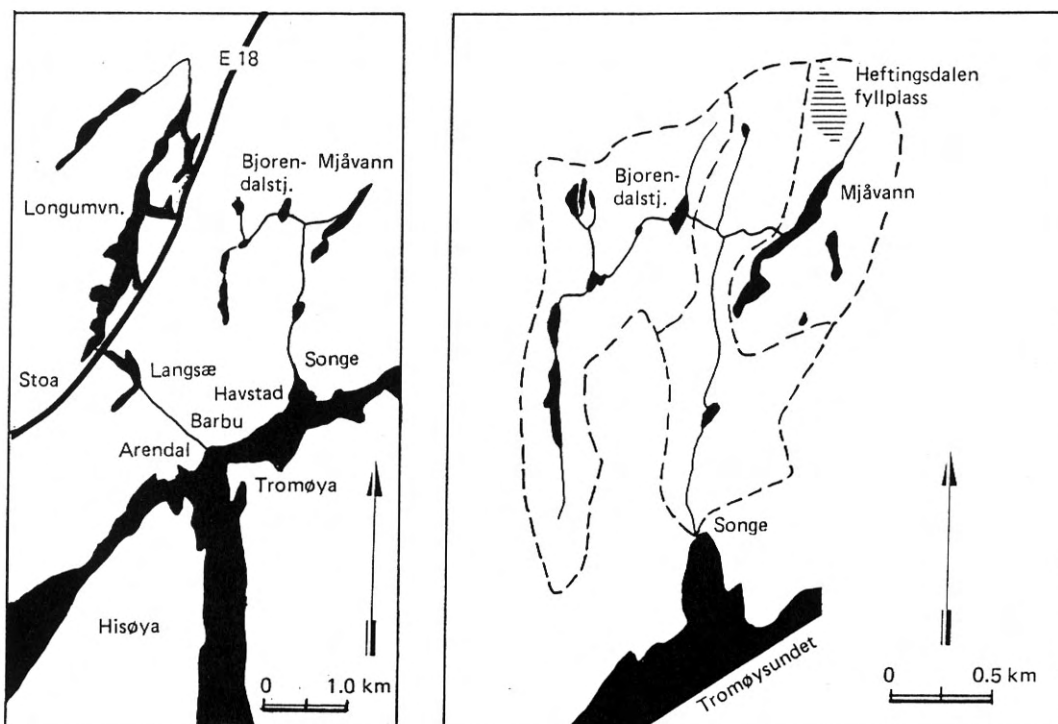 E 18
Bjoren- Mjåvann
dalstj.
Longumvn.
Langsæ
Songe
Stoa
Havstad
Barbu
Arendal
Tromøya
Hisøya
0 1.0 km
Heftingsdalen
fyllplass
Bjoren-
dalstj.
Mjåvann
Songe
Tromøysundet
0 0.5 km